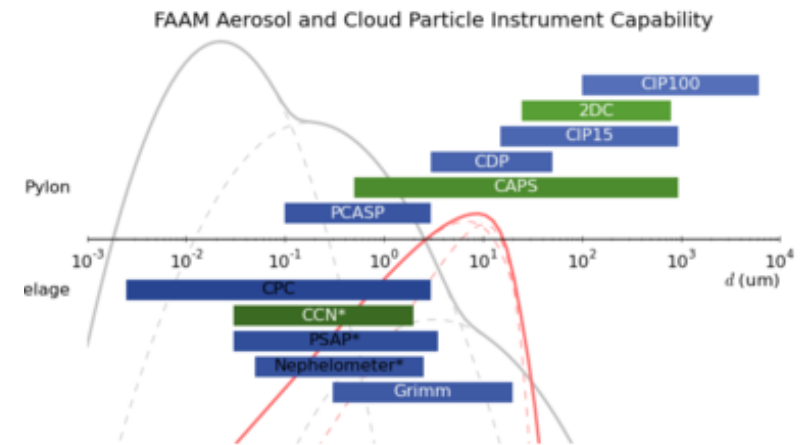 FAAM Aerosol and Cloud Particle Instrument Capability
CIP100
2DC
CIP15
CDP
Pylon
CAPS
PCASP
10^-3 10^-2 10^-1 10^0 10^1 10^2 10^3 10^4
d (um)
elage
CPC
CCN*
PSAP*
Nephelometer*
Grimm